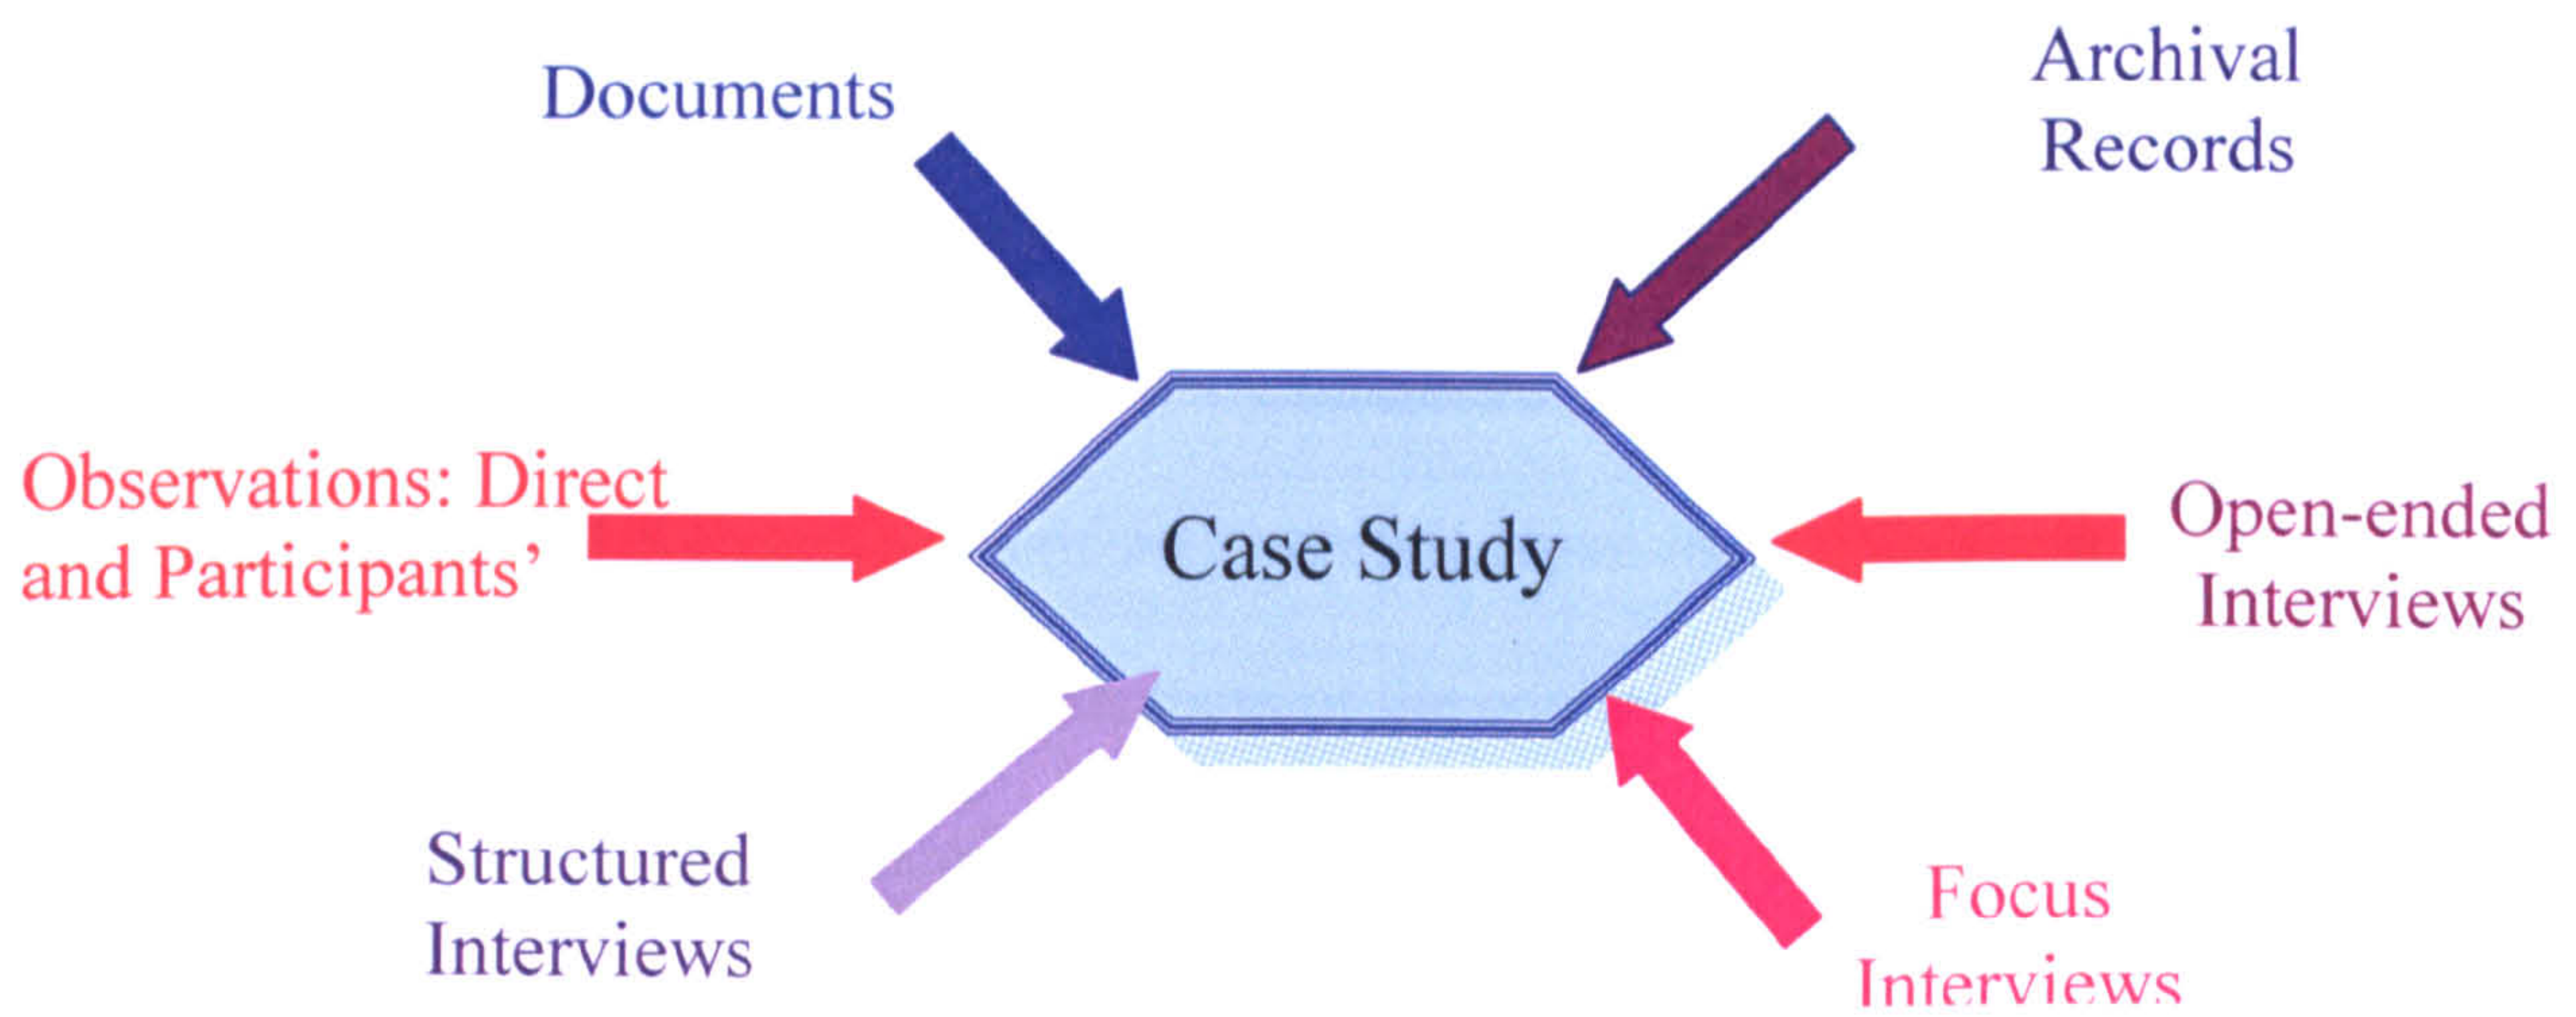 Documents
Archival
Records
Observations: Direct
and Participants’
Case Study
Open-ended
Interviews
Structured
Interviews
Focus
Interviews